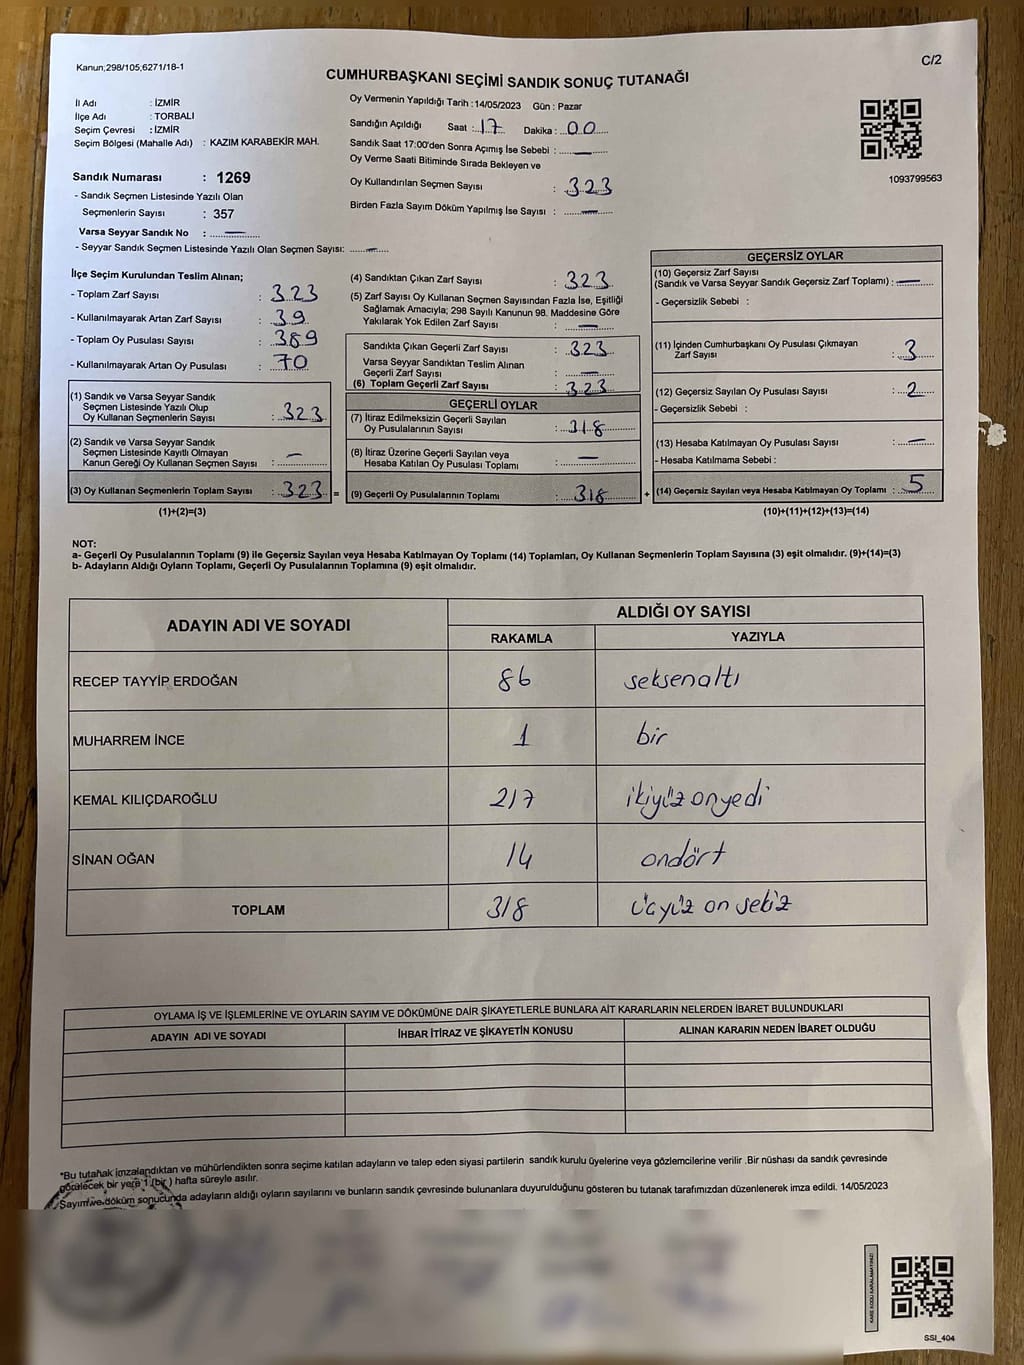 Kanun;298/105;6271/18-1
C/2
CUMHURBAŞKANI SEÇİMİ SANDIK SONUÇ TUTANAĞI
İl Adı : İZMİR
İlçe Adı : TORBALI
Seçim Çevresi : İZMİR
Seçim Bölgesi (Mahalle Adı) : KAZIM KARABEKİR MAH.
Sandık Numarası : 1269
- Sandık Seçmen Listesinde Yazılı Olan
Seçmenlerin Sayısı : 357
Varsa Seyyar Sandık No : —
- Seyyar Sandık Seçmen Listesinde Yazılı Olan Seçmen Sayısı: —
Oy Vermenin Yapıldığı Tarih : 14/05/2023 Gün : Pazar
Sandığın Açıldığı Saat : 17 Dakika : 00
Sandık Saat 17:00'den Sonra Açımış İse Sebebi : —
Oy Verme Saati Bitiminde Sırada Bekleyen ve
Oy Kullandırılan Seçmen Sayısı : 323
Birden Fazla Sayım Döküm Yapılmış İse Sayısı : —
1093799563
İlçe Seçim Kurulundan Teslim Alınan;
- Toplam Zarf Sayısı : 323
- Kullanılmayarak Artan Zarf Sayısı : 39
- Toplam Oy Pusulası Sayısı : 389
- Kullanılmayarak Artan Oy Pusulası : 70
(1) Sandık ve Varsa Seyyar Sandık
Seçmen Listesinde Yazılı Olup
Oy Kullanan Seçmenlerin Sayısı : 323
(2) Sandık ve Varsa Seyyar Sandık
Seçmen Listesinde Kayıtlı Olmayan
Kanun Gereği Oy Kullanan Seçmen Sayısı : —
(3) Oy Kullanan Seçmenlerin Toplam Sayısı : 323 =
(1)+(2)=(3)
(4) Sandıktan Çıkan Zarf Sayısı : 323
(5) Zarf Sayısı Oy Kullanan Seçmen Sayısından Fazla İse, Eşitliği
Sağlamak Amacıyla; 298 Sayılı Kanunun 98. Maddesine Göre
Yakılarak Yok Edilen Zarf Sayısı : —
Sandıkta Çıkan Geçerli Zarf Sayısı : 323
Varsa Seyyar Sandıktan Teslim Alınan
Geçerli Zarf Sayısı : —
(6) Toplam Geçerli Zarf Sayısı : 323
GEÇERLİ OYLAR
(7) İtiraz Edilmeksizin Geçerli Sayılan
Oy Pusulalarının Sayısı : 318
(8) İtiraz Üzerine Geçerli Sayılan veya
Hesaba Katılan Oy Pusulası Toplamı : —
(9) Geçerli Oy Pusulalarının Toplamı : 318 +
GEÇERSİZ OYLAR
(10) Geçersiz Zarf Sayısı
(Sandık ve Varsa Seyyar Sandık Geçersiz Zarf Toplamı) : —
- Geçersizlik Sebebi :
(11) İçinden Cumhurbaşkanı Oy Pusulası Çıkmayan
Zarf Sayısı : 3
(12) Geçersiz Sayılan Oy Pusulası Sayısı : 2
- Geçersizlik Sebebi :
(13) Hesaba Katılmayan Oy Pusulası Sayısı : —
- Hesaba Katılmama Sebebi :
(14) Geçersiz Sayılan veya Hesaba Katılmayan Oy Toplamı : 5
(10)+(11)+(12)+(13)=(14)
NOT:
a- Geçerli Oy Pusulalarının Toplamı (9) ile Geçersiz Sayılan veya Hesaba Katılmayan Oy Toplamı (14) Toplamları, Oy Kullanan Seçmenlerin Toplam Sayısına (3) eşit olmalıdır. (9)+(14)=(3)
b- Adayların Aldığı Oyların Toplamı, Geçerli Oy Pusulalarının Toplamına (9) eşit olmalıdır.
ADAYIN ADI VE SOYADI
ALDIĞI OY SAYISI
RAKAMLA YAZIYLA
RECEP TAYYİP ERDOĞAN 86 seksenaltı
MUHARREM İNCE 1 bir
KEMAL KILIÇDAROĞLU 217 ikiyüz onyedi
SİNAN OĞAN 14 ondört
TOPLAM 318 üçyüz on sekiz
OYLAMA İŞ VE İŞLEMLERİNE VE OYLARIN SAYIM VE DÖKÜMÜNE DAİR ŞİKAYETLERLE BUNLARA AİT KARARLARIN NELERDEN İBARET BULUNDUKLARI
ADAYIN ADI VE SOYADI İHBAR İTİRAZ VE ŞİKAYETİN KONUSU ALINAN KARARIN NEDEN İBARET OLDUĞU
*Bu tutanak imzalandıktan ve mühürlendikten sonra seçime katılan adayların ve talep eden siyasi partilerin sandık kurulu üyelerine veya gözlemcilerine verilir .Bir nüshası da sandık çevresinde
görülecek bir yere 1 (bir ) hafta süreyle asılır.
Sayım ve döküm sonucunda adayların aldığı oyların sayılarını ve bunların sandık çevresinde bulunanlara duyurulduğunu gösteren bu tutanak tarafımızdan düzenlenerek imza edildi. 14/05/2023
KARE KODU KARALAMAYINIZ!
SSI_404